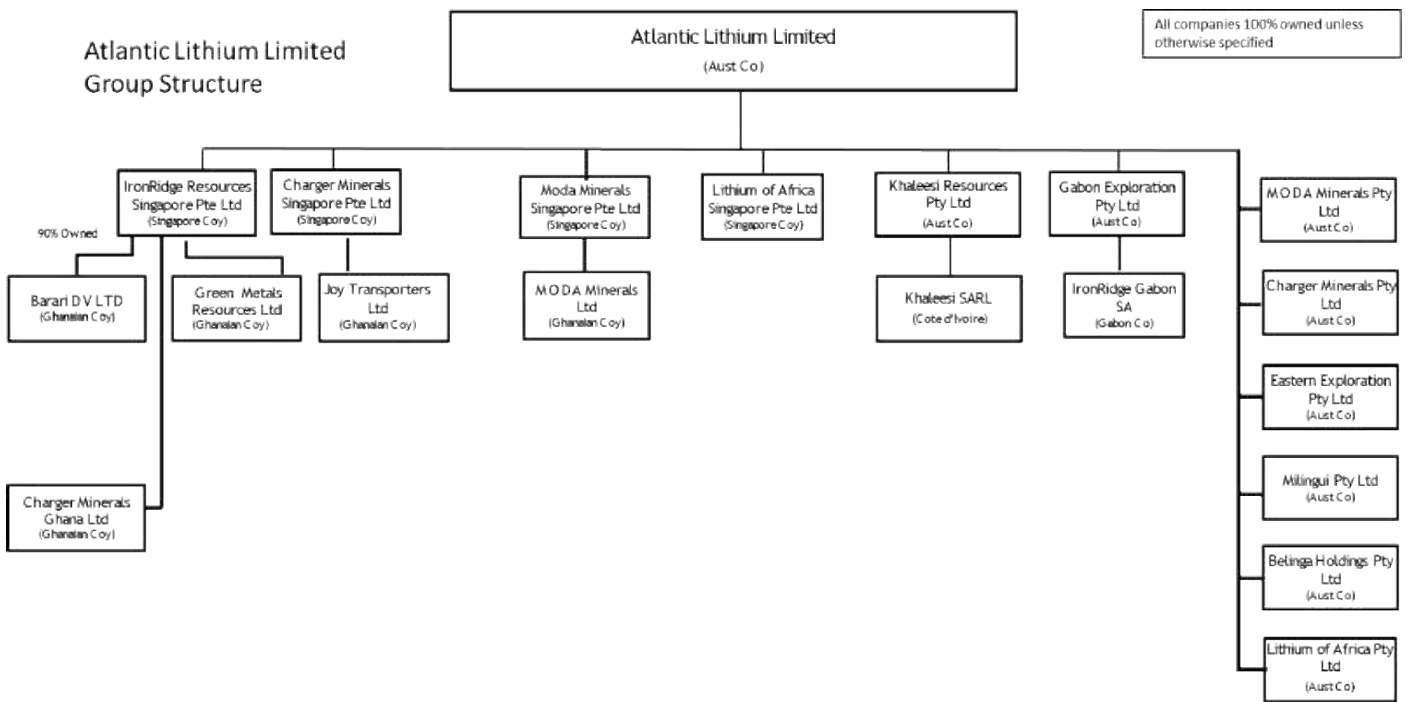 Atlantic Lithium Limited
Group Structure
Atlantic Lithium Limited
(Aust Co)
All companies 100% owned unless
otherwise specified
IronRidge Resources
Singapore Pte Ltd
(Singapore Coy)
Charger Minerals
Singapore Pte Ltd
(Singapore Coy)
Moda Minerals
Singapore Pte Ltd
(Singapore Coy)
Lithium of Africa
Singapore Pte Ltd
(Singapore Coy)
Khaleesi Resources
Pty Ltd
(Aust Co)
Gabon Exploration
Pty Ltd
(Aust Co)
MODA Minerals Pty
Ltd
(Aust Co)
90% Owned
Barari DV LTD
(Ghanaian Coy)
Green Metals
Resources Ltd
(Ghanaian Coy)
Joy Transporters
Ltd
(Ghanaian Coy)
MODA Minerals
Ltd
(Ghanaian Coy)
Khaleesi SARL
(Cote d'Ivoire)
IronRidge Gabon
SA
(Gabon Co)
Charger Minerals Pty
Ltd
(Aust Co)
Eastern Exploration
Pty Ltd
(Aust Co)
Charger Minerals
Ghana Ltd
(Ghanaian Coy)
Milingui Pty Ltd
(Aust Co)
Belinga Holdings Pty
Ltd
(Aust Co)
Lithium of Africa Pty
Ltd
(Aust Co)